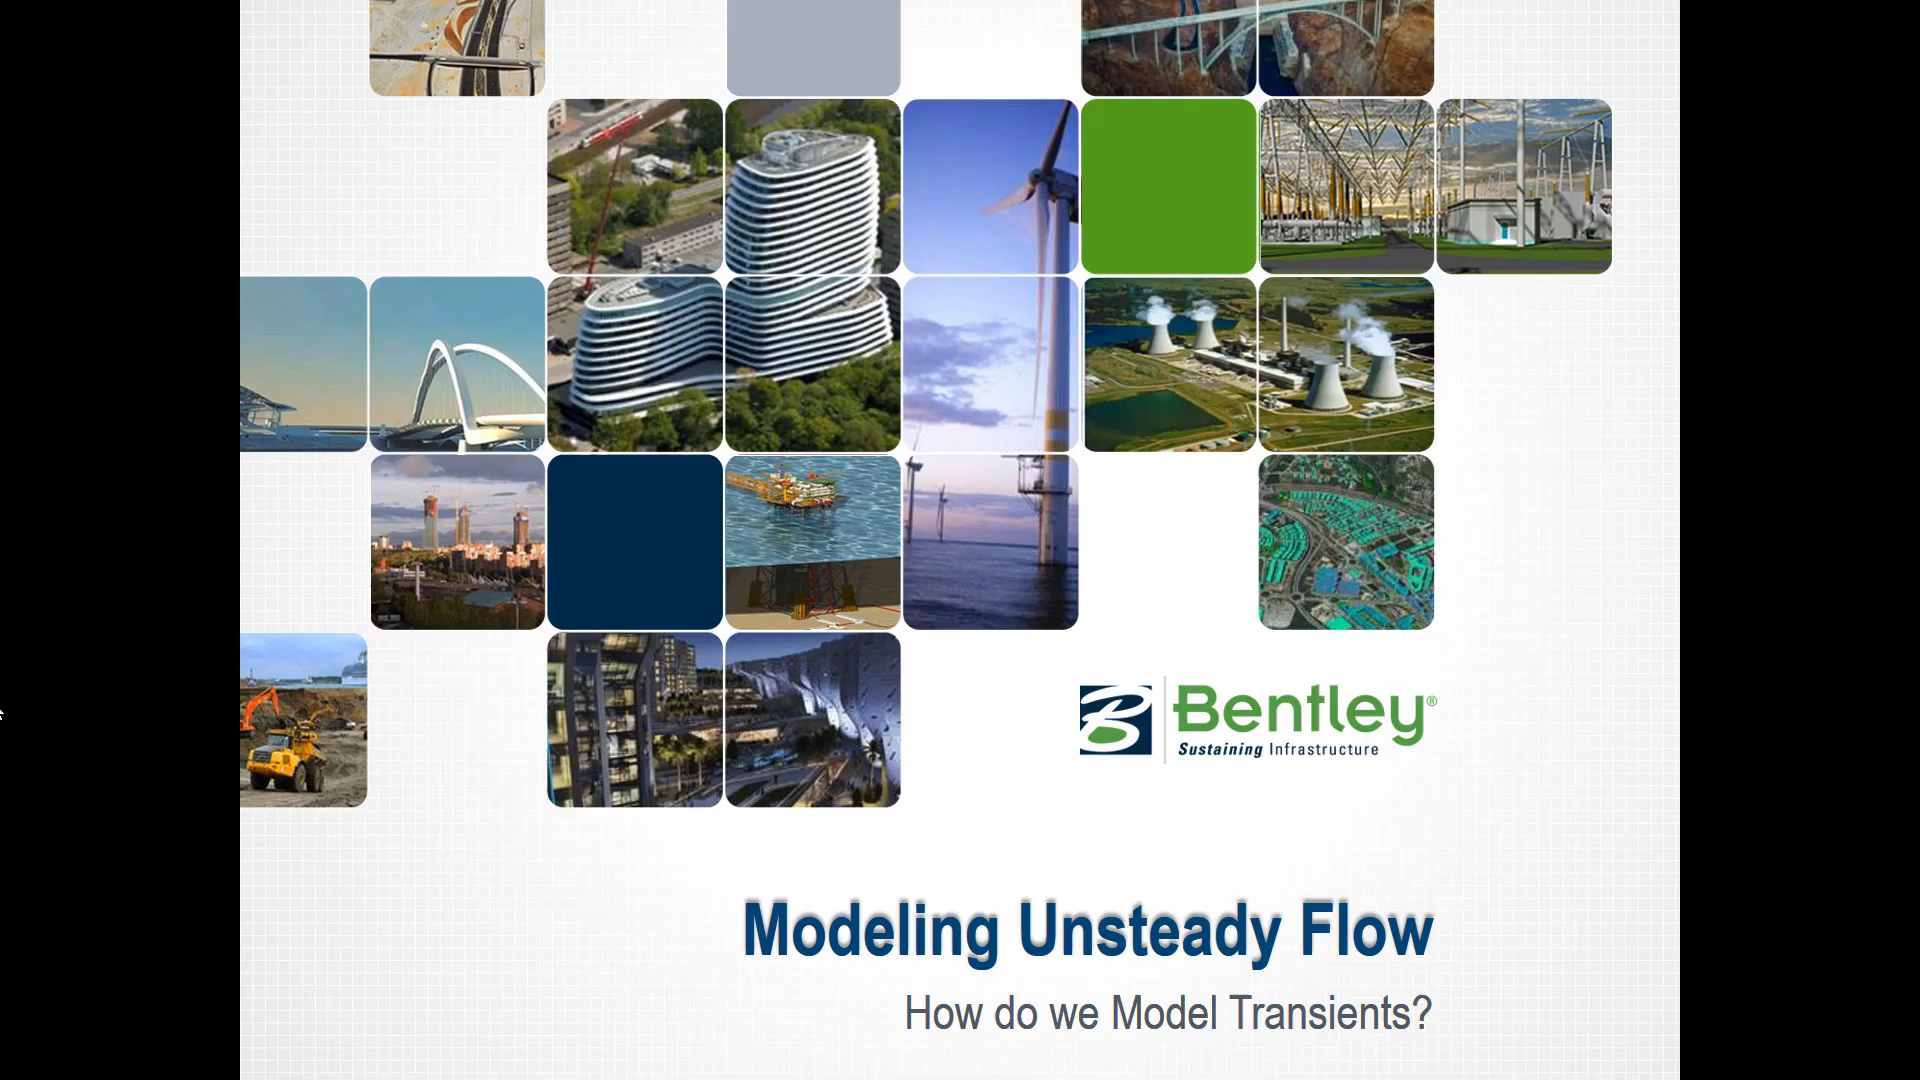 Bentley®
Sustaining Infrastructure
Modeling Unsteady Flow
How do we Model Transients?